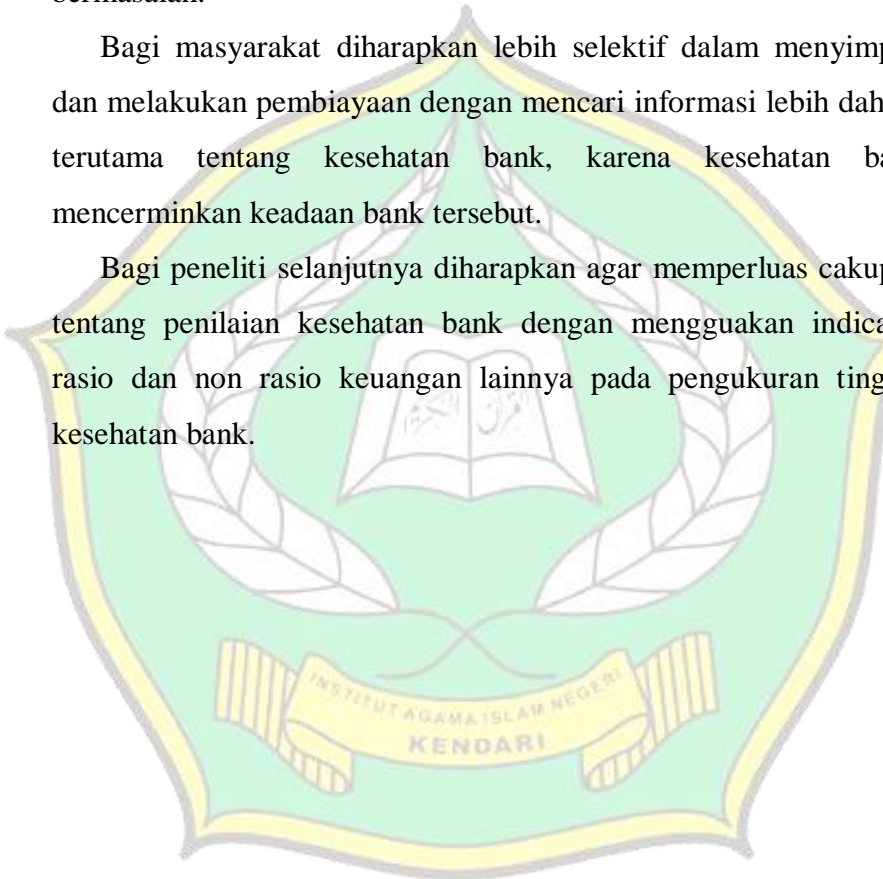 Bagi masyarakat diharapkan lebih selektif dalam menyimp
dan melakukan pembiayaan dengan mencari informasi lebih dah
terutama tentang kesehatan bank, karena kesehatan ba
mencerminkan keadaan bank tersebut.
Bagi peneliti selanjutnya diharapkan agar memperluas cakup
tentang penilaian kesehatan bank dengan mengguakan indica
rasio dan non rasio keuangan lainnya pada pengukuran ting
kesehatan bank.
القرآن الكريم
INSTITUT AGAMA ISLAM NEGERI
KENDARI